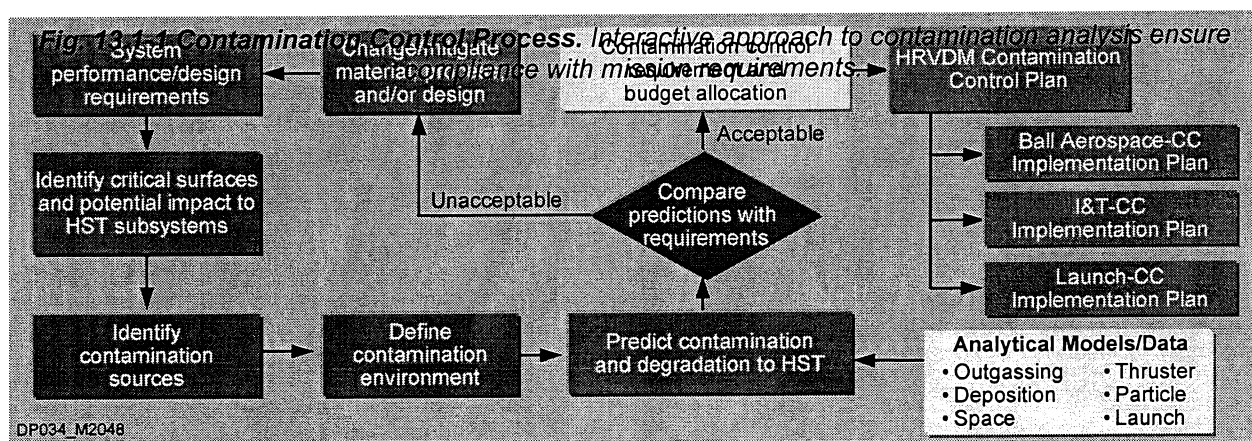 Fig. 13.1-1 Contamination Control Process. Interactive approach to contamination analysis ensure
compliance with mission requirements.
System
performance/design
requirements
Change/mitigate
material
and/or design
Contamination control
requirement and
budget allocation
HRVDM Contamination
Control Plan
Acceptable
Ball Aerospace-CC
Implementation Plan
Identify critical surfaces
and potential impact to
HST subsystems
Unacceptable
Compare
predictions with
requirements
I&T-CC
Implementation Plan
Launch-CC
Implementation Plan
Identify
contamination
sources
Define
contamination
environment
Predict contamination
and degradation to HST
Analytical Models/Data
• Outgassing
• Deposition
• Space
• Thruster
• Particle
• Launch
DP034_M2048